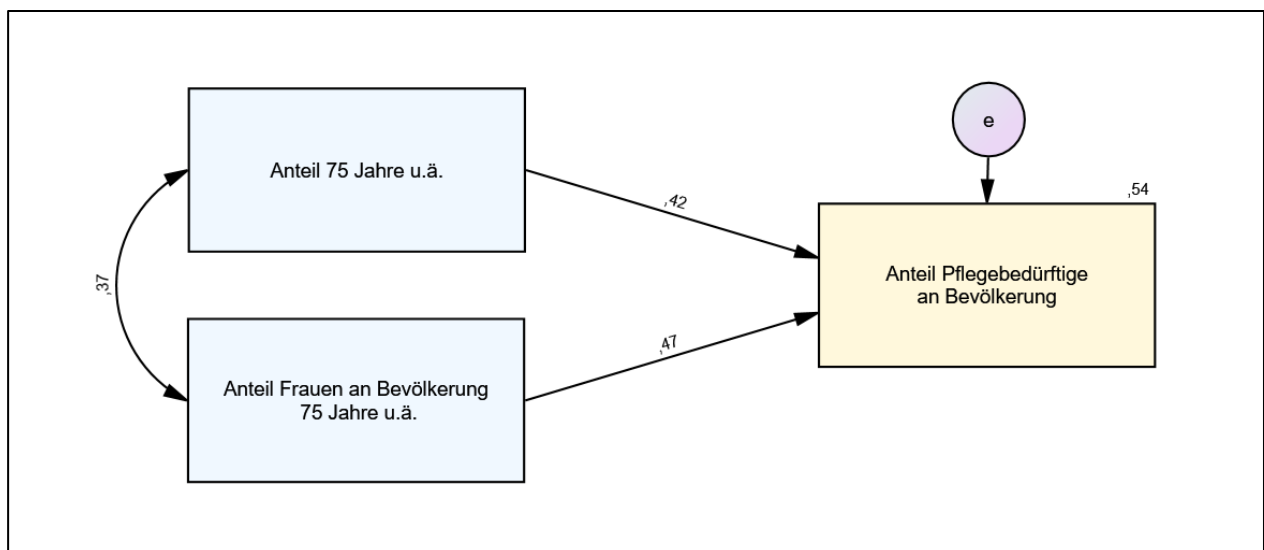 e
,54
Anteil 75 Jahre u.ä.
,42
Anteil Pflegebedürftige
an Bevölkerung
,37
,47
Anteil Frauen an Bevölkerung
75 Jahre u.ä.